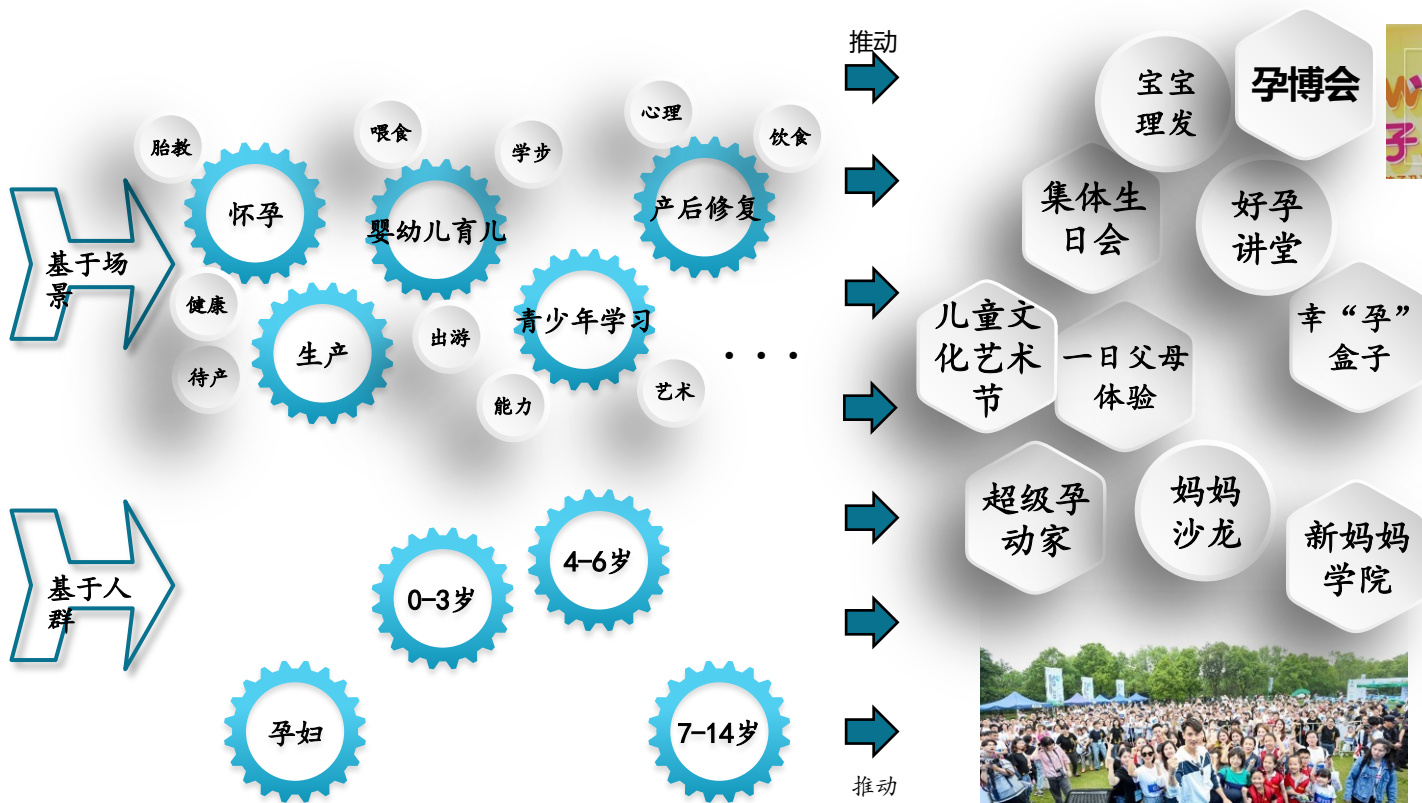 推动
宝宝
理发
孕博会
心理
喂食
饮食
胎教
学步
怀孕
婴幼儿育儿
产后修复
集体生
日会
好孕
讲堂
基于场
景
健康
生产
出游
青少年学习
. . .
待产
能力
艺术
儿童文
化艺术
节
一日父母
体验
幸“孕”
盒子
超级孕
动家
妈妈
沙龙
新妈妈
学院
基于人
群
0-3岁
4-6岁
孕妇
7-14岁
推动
子